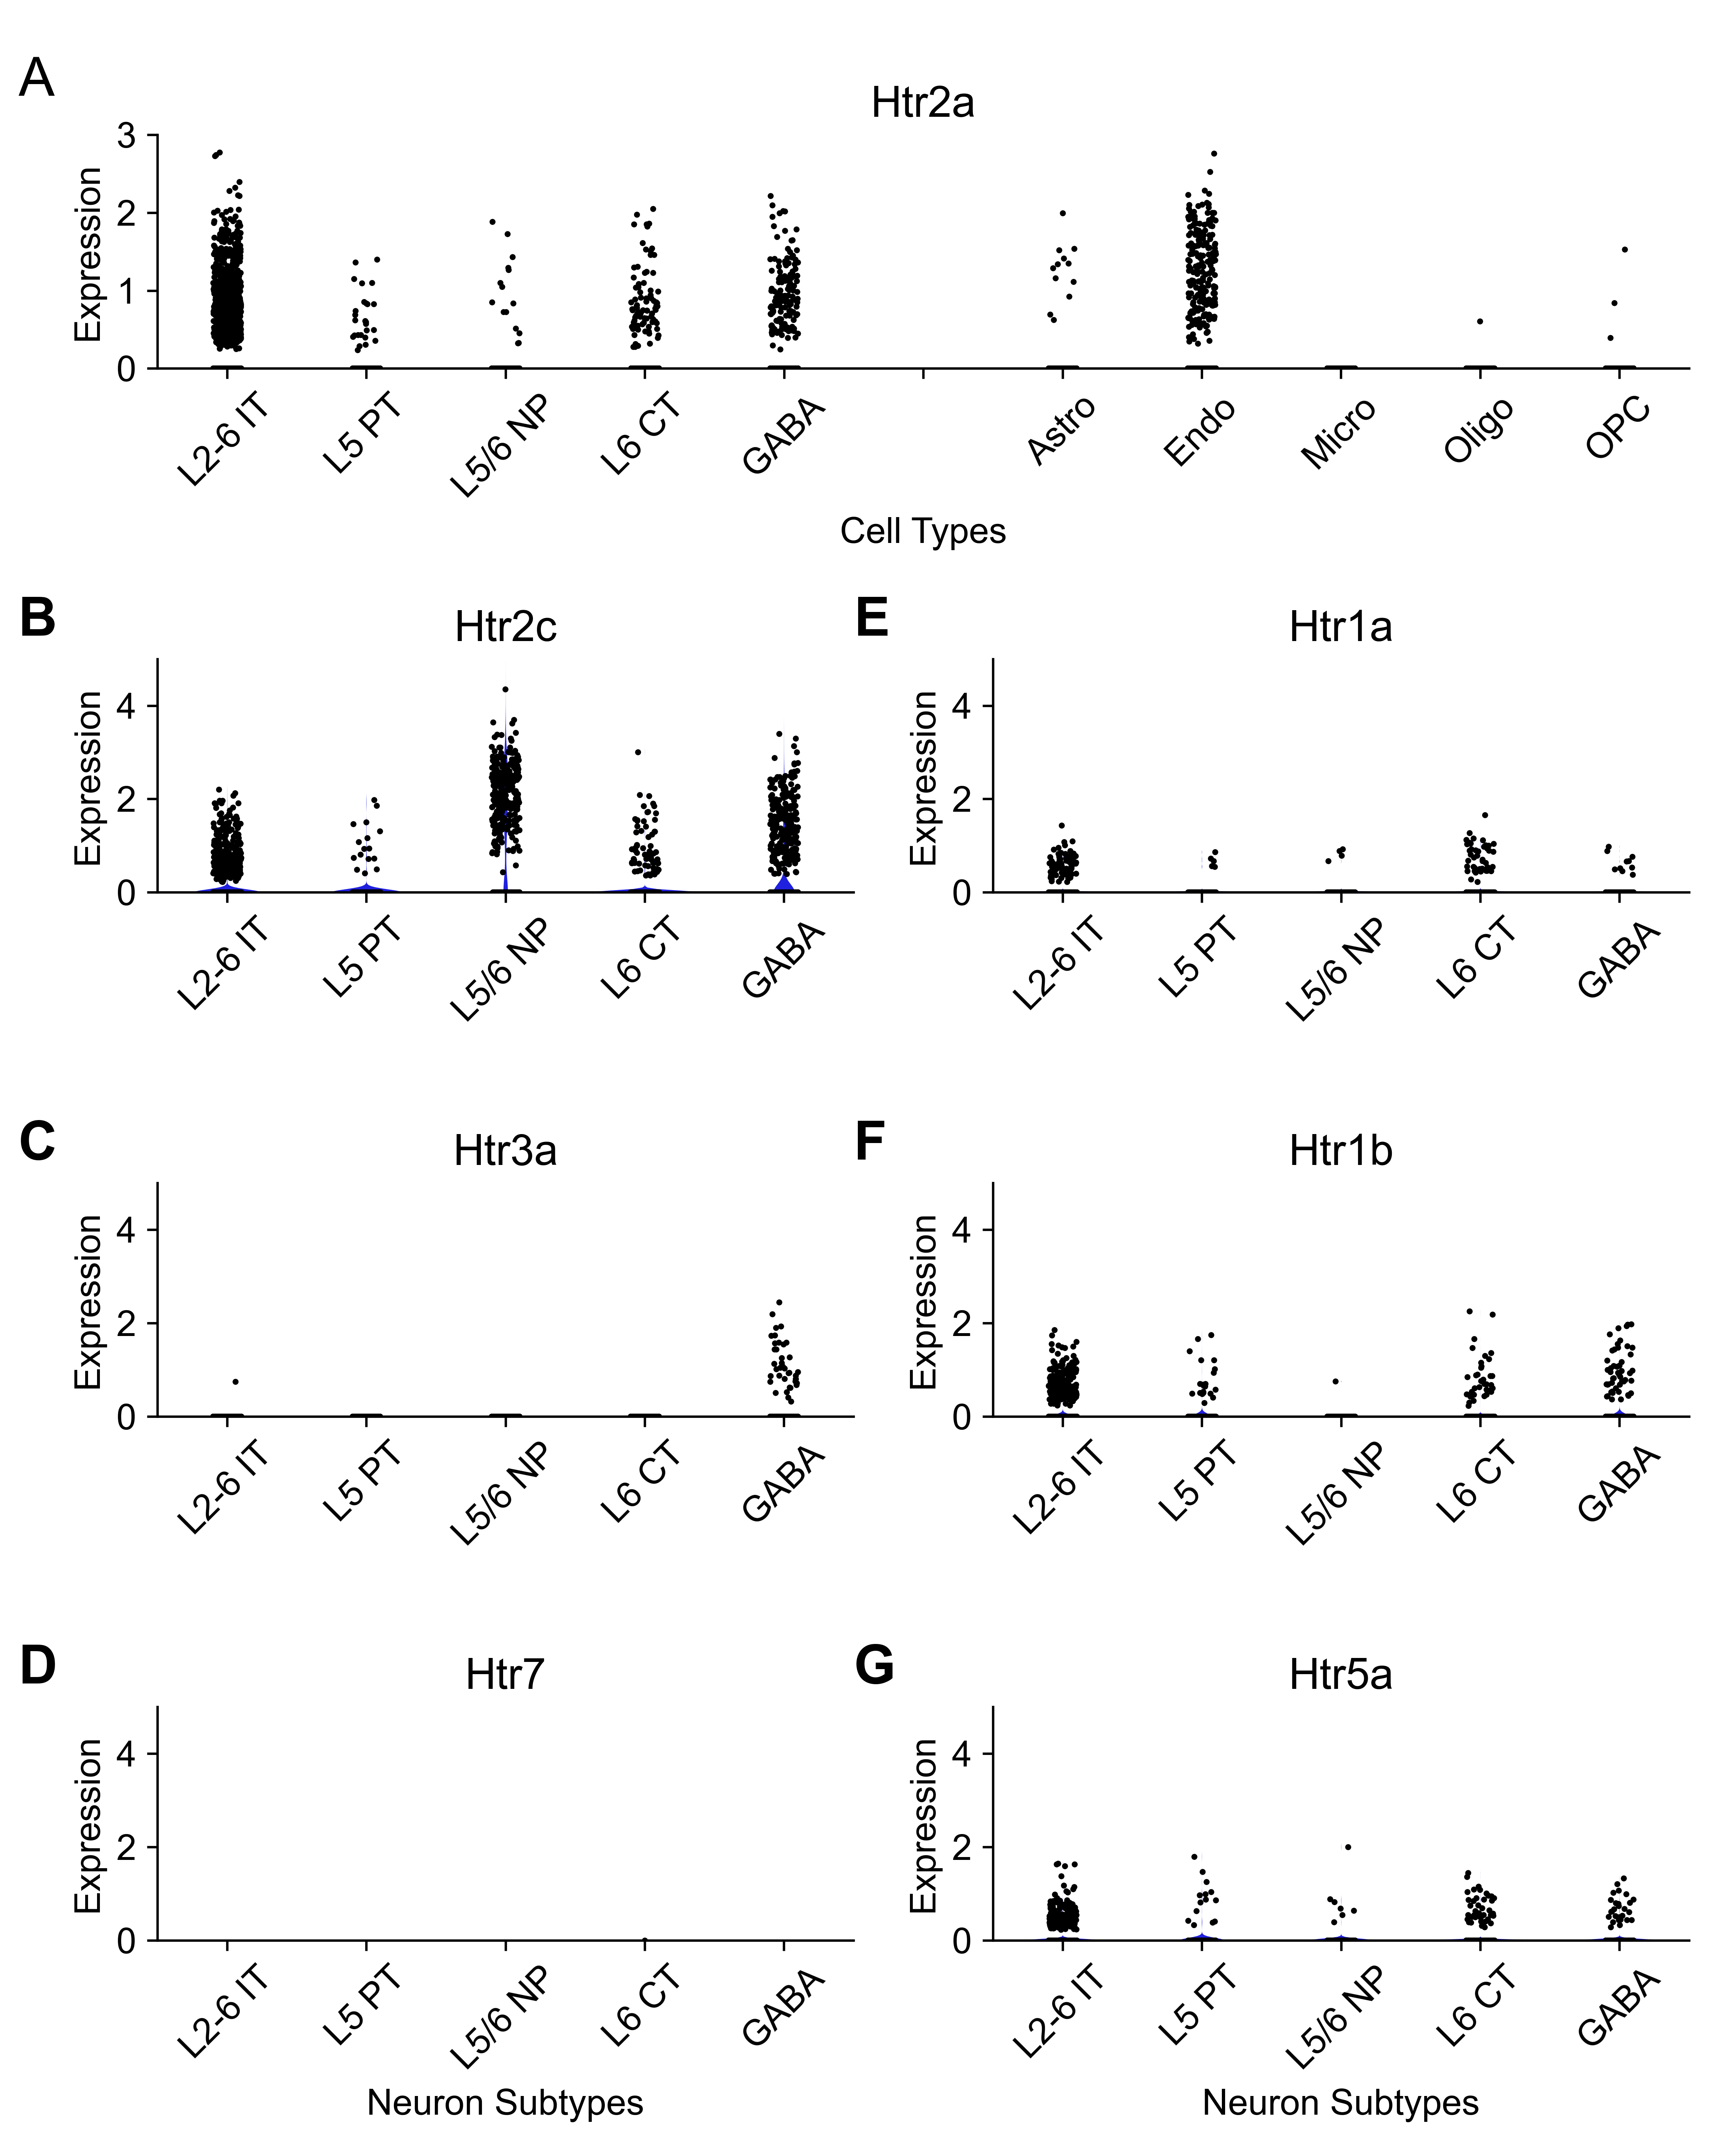 A
Htr2a
Expression
3
2
1
0
L2-6 IT
L5 PT
L5/6 NP
L6 CT
GABA
Astro
Endo
Micro
Oligo
OPC
Cell Types
B
Htr2c
Expression
4
2
0
L2-6 IT
L5 PT
L5/6 NP
L6 CT
GABA
E
Htr1a
Expression
4
2
0
L2-6 IT
L5 PT
L5/6 NP
L6 CT
GABA
C
Htr3a
Expression
4
2
0
L2-6 IT
L5 PT
L5/6 NP
L6 CT
GABA
F
Htr1b
Expression
4
2
0
L2-6 IT
L5 PT
L5/6 NP
L6 CT
GABA
D
Htr7
Expression
4
2
0
L2-6 IT
L5 PT
L5/6 NP
L6 CT
GABA
Neuron Subtypes
G
Htr5a
Expression
4
2
0
L2-6 IT
L5 PT
L5/6 NP
L6 CT
GABA
Neuron Subtypes